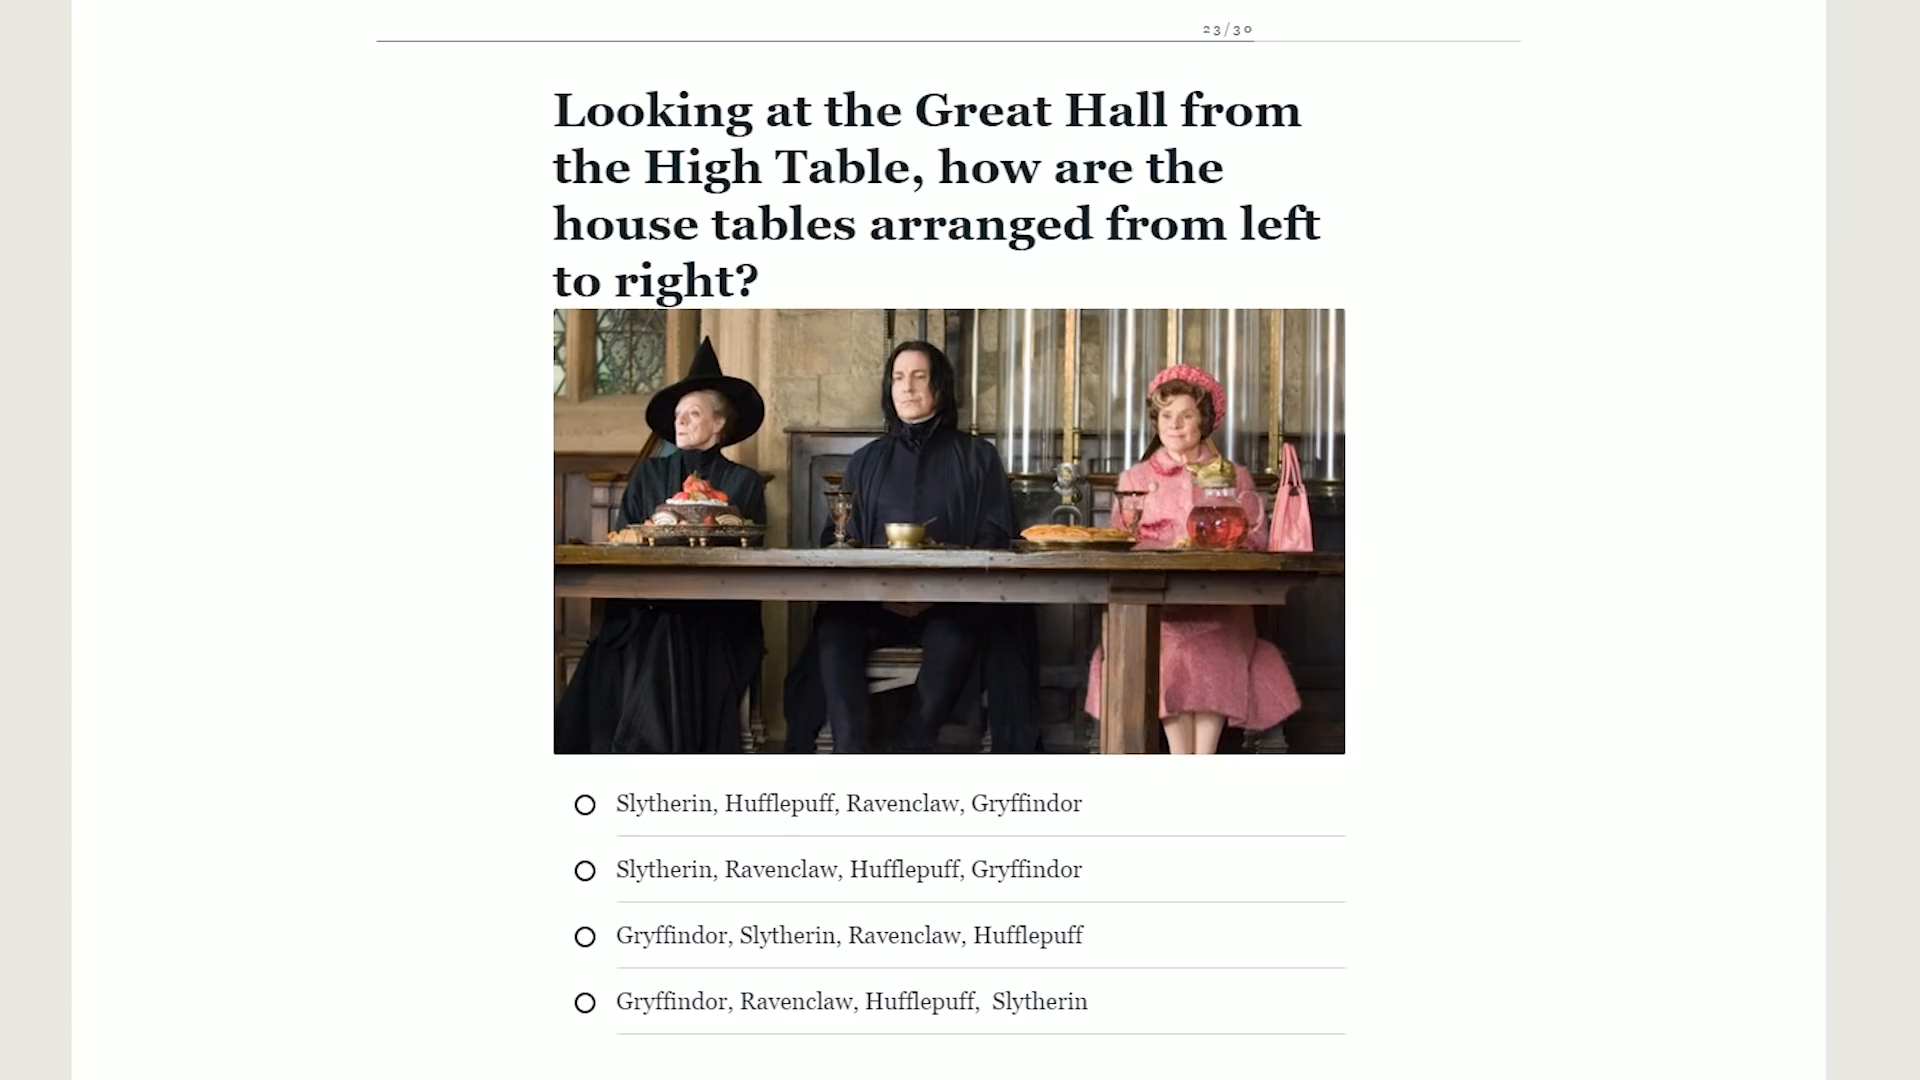 23/30
Looking at the Great Hall from
the High Table, how are the
house tables arranged from left
to right?
Slytherin, Hufflepuff, Ravenclaw, Gryffindor
Slytherin, Ravenclaw, Hufflepuff, Gryffindor
Gryffindor, Slytherin, Ravenclaw, Hufflepuff
Gryffindor, Ravenclaw, Hufflepuff, Slytherin